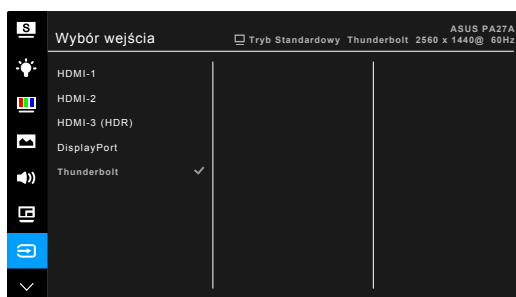 S
ASUS PA27A
Wybór wejścia
Tryb Standardowy Thunderbolt 2560 x 1440@ 60Hz
HDMI-1
HDMI-2
HDMI-3 (HDR)
DisplayPort
Thunderbolt